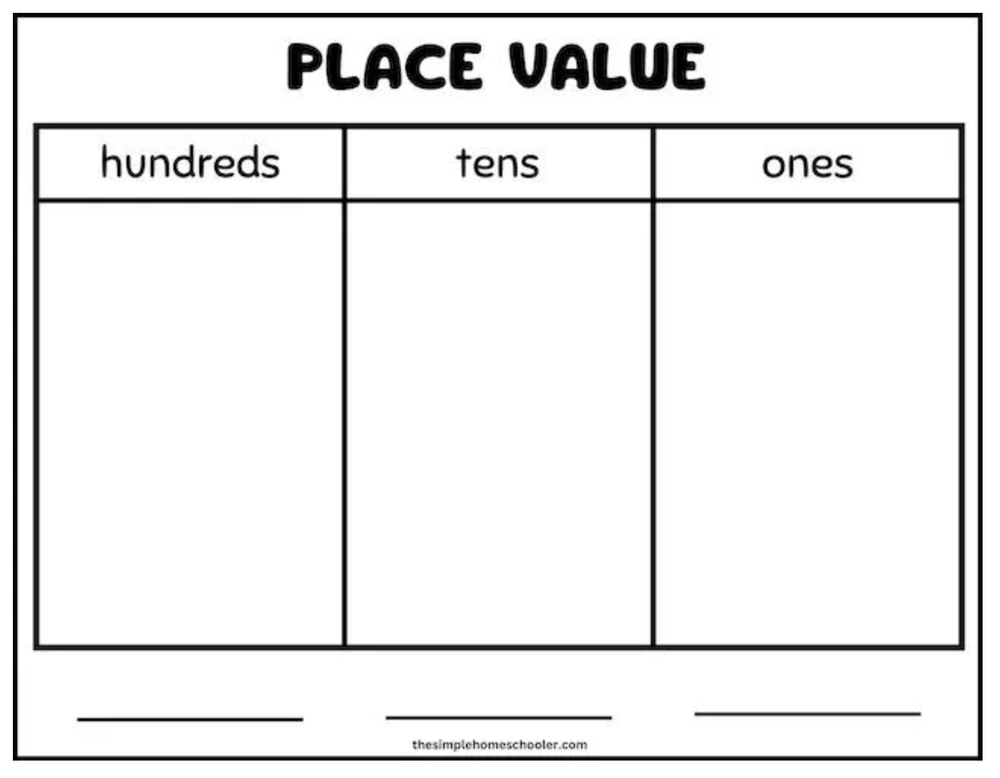 PLACE VALUE
hundreds tens ones
thesimplehomeschooler.com